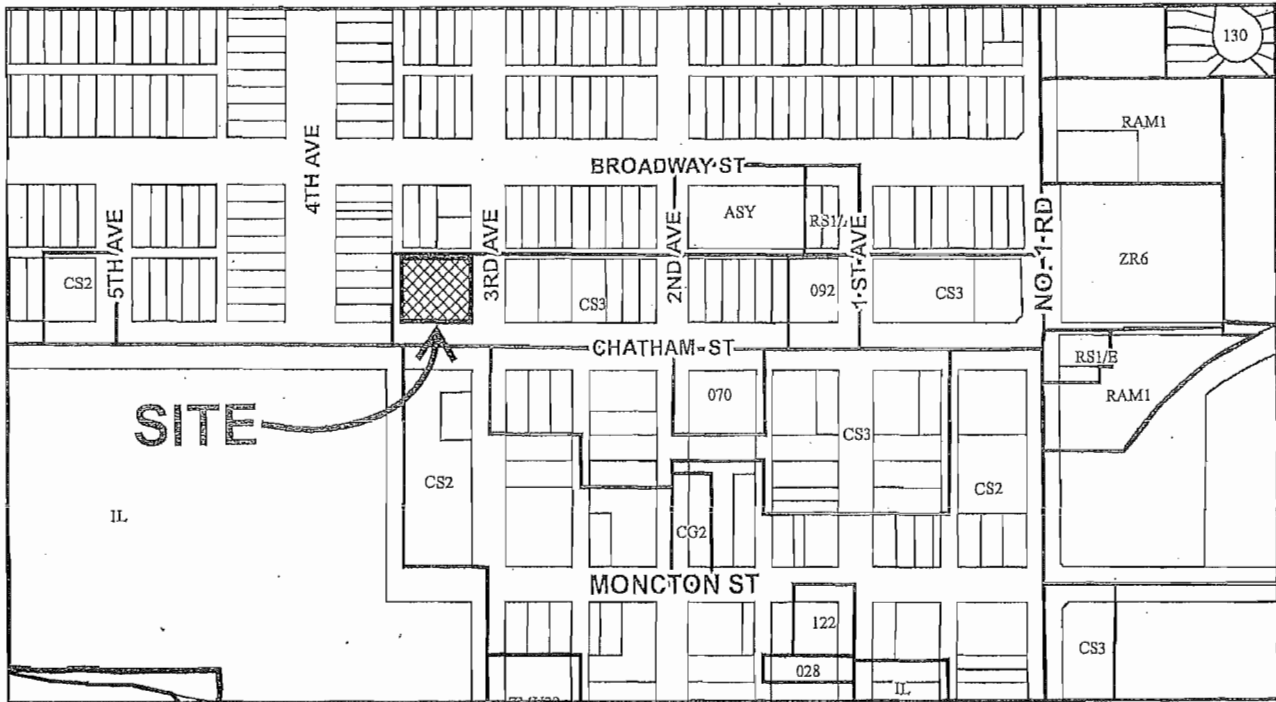 130
RAM1
4TH AVE
BROADWAY ST
ASY
5TH AVE
CS2
3RD AVE
2ND AVE
1 ST AVE
NO. 1 RD
ZR6
CS3
092
CS3
CHATHAM ST
RS1/E
RAM1
SITE
070
CS3
CS2
CS2
IL
CG2
MONCTON ST
122
028
IL
CS3